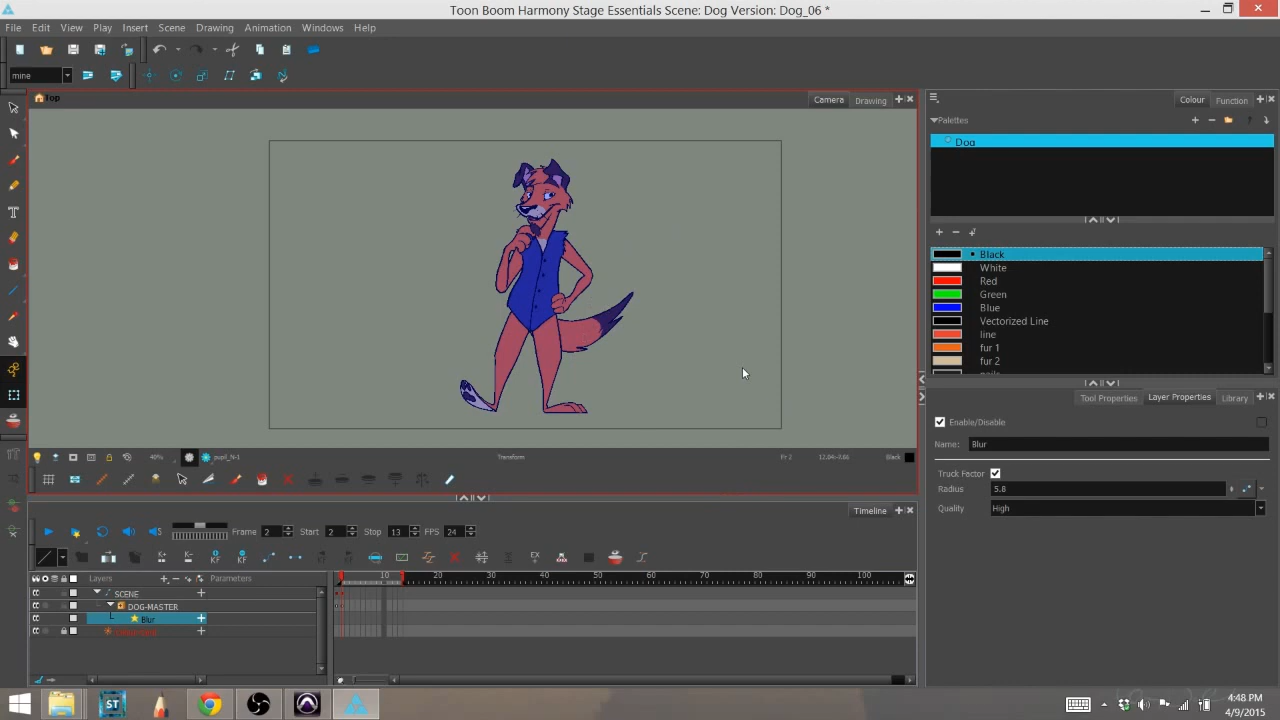 Toon Boom Harmony Stage Essentials Scene: Dog Version: Dog_06 *
File Edit View Play Insert Scene Drawing Animation Windows Help
mine
Top
Camera Drawing
Colour Function
Palettes
Dog
Black
White
Red
Green
Blue
Vectorized Line
line
fur 1
fur 2
Tool Properties Layer Properties Library
Enable/Disable
Name: Blur
Truck Factor
Radius 5.8
Quality High
40% pupil_N-1 Transform Fr 2 Black
Timeline
Frame 2 Start 2 Stop 13 FPS 24
Layers Parameters
10 20 30 40 50 60 70 80 90 100
SCENE
DOG-MASTER
Blur
4:48 PM
4/9/2015